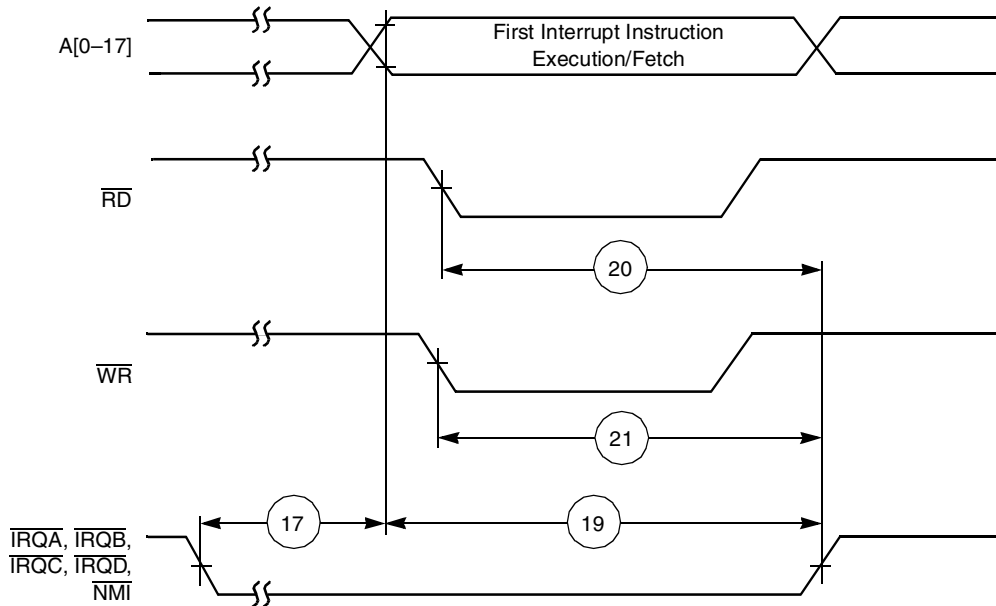 A[0–17]
First Interrupt Instruction
Execution/Fetch
RD
20
WR
21
17
19
IRQA, IRQB,
IRQC, IRQD,
NMI